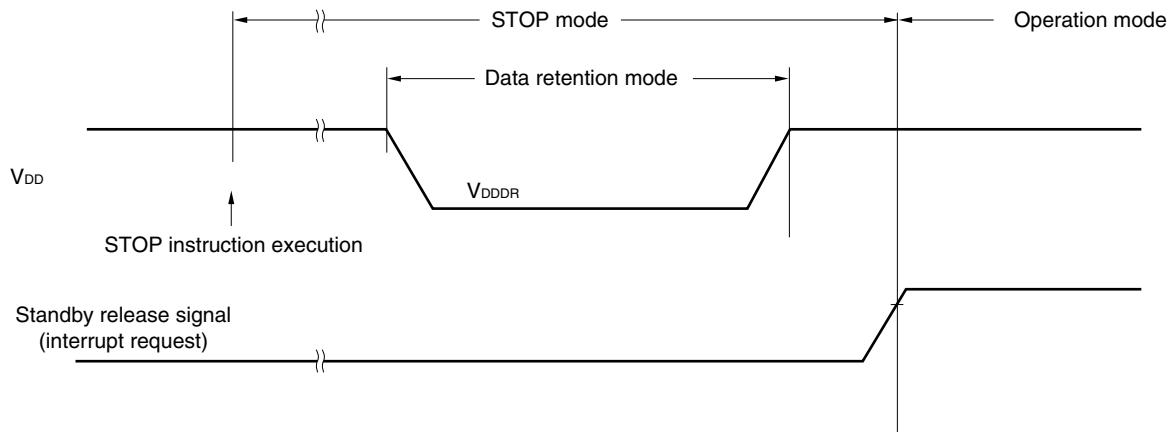 STOP mode
Operation mode
Data retention mode
VDD
VDDDR
STOP instruction execution
Standby release signal
(interrupt request)